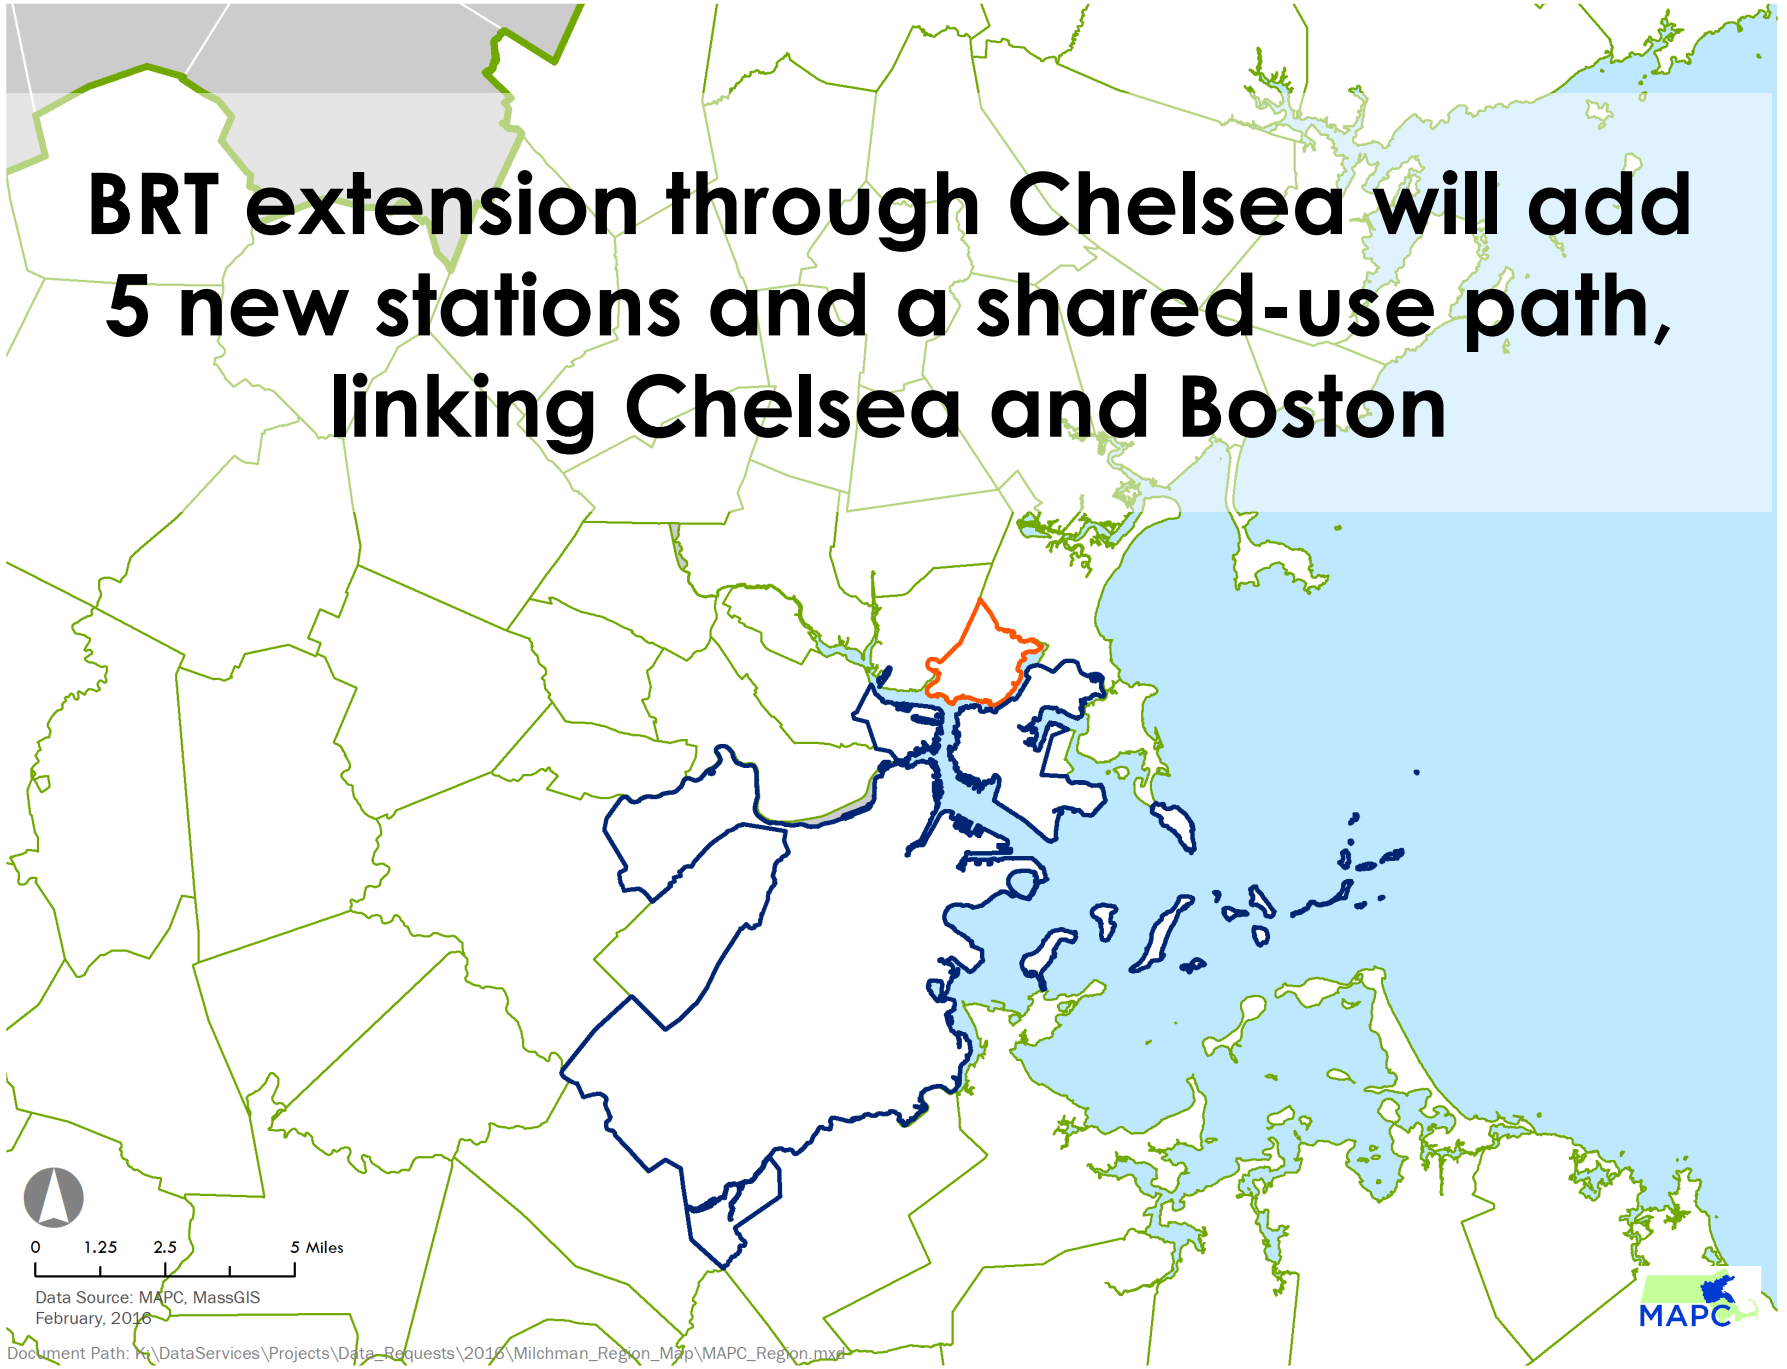 BRT extension through Chelsea will add
5 new stations and a shared-use path,
linking Chelsea and Boston
0 1.25 2.5 5 Miles
Data Source: MAPC, MassGIS
February, 2016
MAPC
Document Path: K:\DataServices\Projects\Data_Requests\2016\Milchman_Region_Map\MAPC_Region.mxd